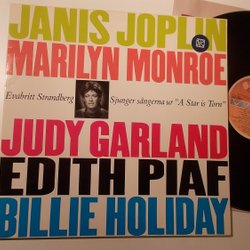 JANIS JOPLIN
MARILYN MONROE
Evabritt Strandberg Sjunger sångerna ur "A Star is Torn"
JUDY GARLAND
EDITH PIAF
BILLIE HOLIDAY